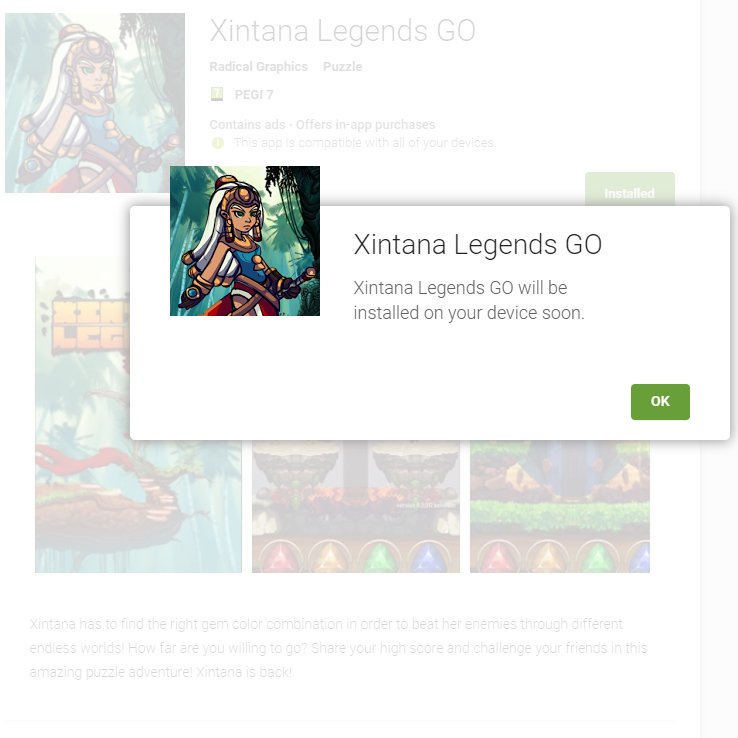 Xintana Legends GO
Radical Graphics Puzzle
PEGI 7
Contains ads · Offers in-app purchases
This app is compatible with all of your devices.
Installed
Xintana Legends GO
Xintana Legends GO will be
installed on your device soon.
OK
Xintana has to find the right gem color combination in order to beat her enemies through different
endless worlds! How far are you willing to go? Share your high score and challenge your friends in this
amazing puzzle adventure! Xintana is back!